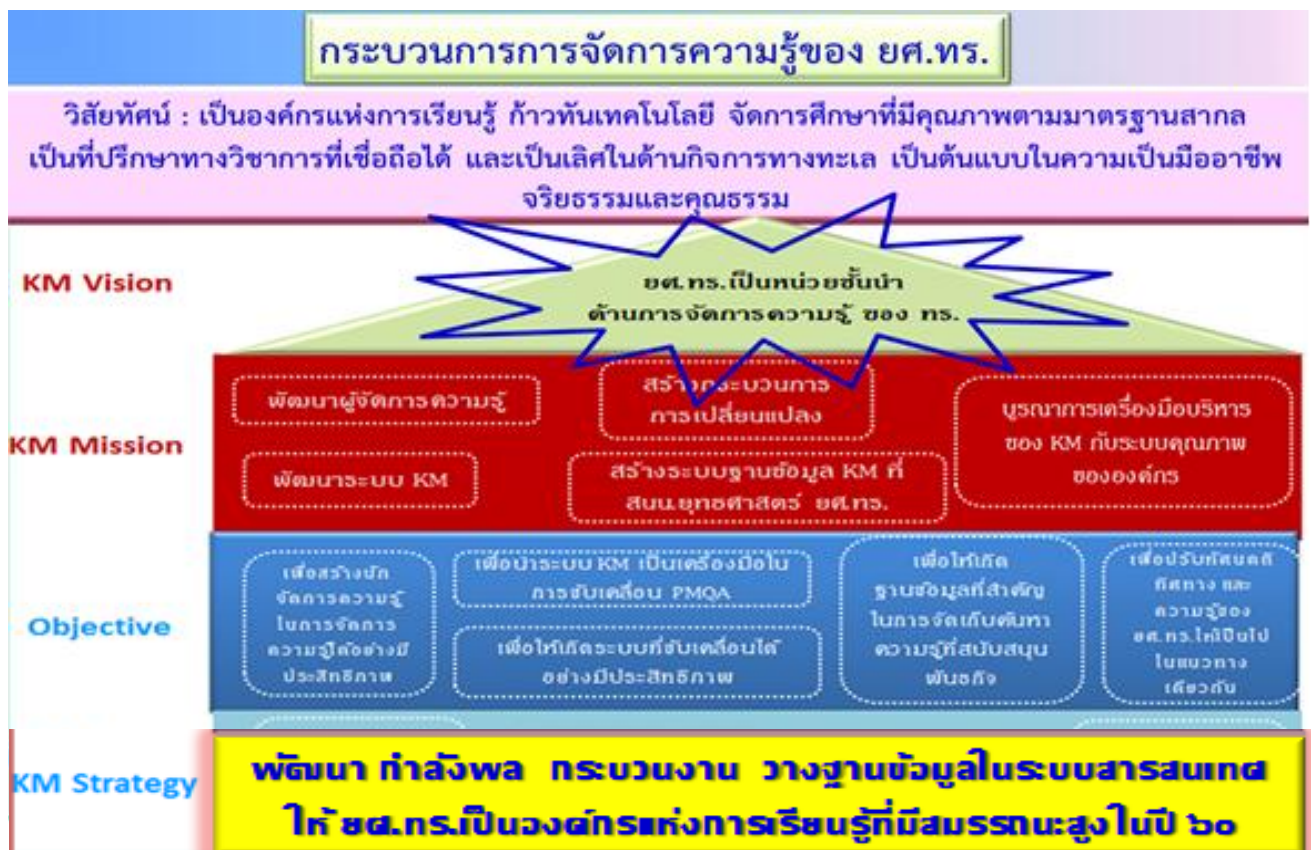 กระบวนการการจัดการความรู้ของ ยศ.ทร.
วิสัยทัศน์ : เป็นองค์กรแห่งการเรียนรู้ ก้าวทันเทคโนโลยี จัดการศึกษาที่มีคุณภาพตามมาตรฐานสากล
เป็นที่ปรึกษาทางวิชาการที่เชื่อถือได้ และเป็นเลิศในด้านกิจการทางทะเล เป็นต้นแบบในความเป็นมืออาชีพ
จริยธรรมและคุณธรรม
KM Vision
ยศ.ทร.เป็นหน่วยชั้นนำ
ด้านการจัดการความรู้ ของ ทร.
KM Mission
พัฒนาผู้จัดการความรู้
สร้างกระบวนการ
การเปลี่ยนแปลง
บูรณาการเครื่องมือบริหาร
ของ KM กับระบบคุณภาพ
ขององค์กร
พัฒนาระบบ KM
สร้างระบบฐานข้อมูล KM ที่
สนน.ยุทธศาสตร์ ยศ.ทร.
Objective
เพื่อสร้างนัก
จัดการความรู้
ในการจัดการ
ความรู้ได้อย่างมี
ประสิทธิภาพ
เพื่อนำระบบ KM เป็นเครื่องมือใน
การขับเคลื่อน PMQA
เพื่อให้เกิดระบบที่ขับเคลื่อนได้
อย่างมีประสิทธิภาพ
เพื่อให้เกิด
ฐานข้อมูลที่สำคัญ
ในการจัดเก็บค้นหา
ความรู้ที่สนับสนุน
พันธกิจ
เพื่อปรับทัศนคติ
ทิศทาง และ
ความรู้ของ
ยศ.ทร.ให้เป็นไป
ในแนวทาง
เดียวกัน
KM Strategy
พัฒนา กำลังพล กระบวนงาน วางฐานข้อมูลในระบบสารสนเทศ
ให้ ยศ.ทร.เป็นองค์กรแห่งการเรียนรู้ที่มีสมรรถนะสูง ในปี ๖๐